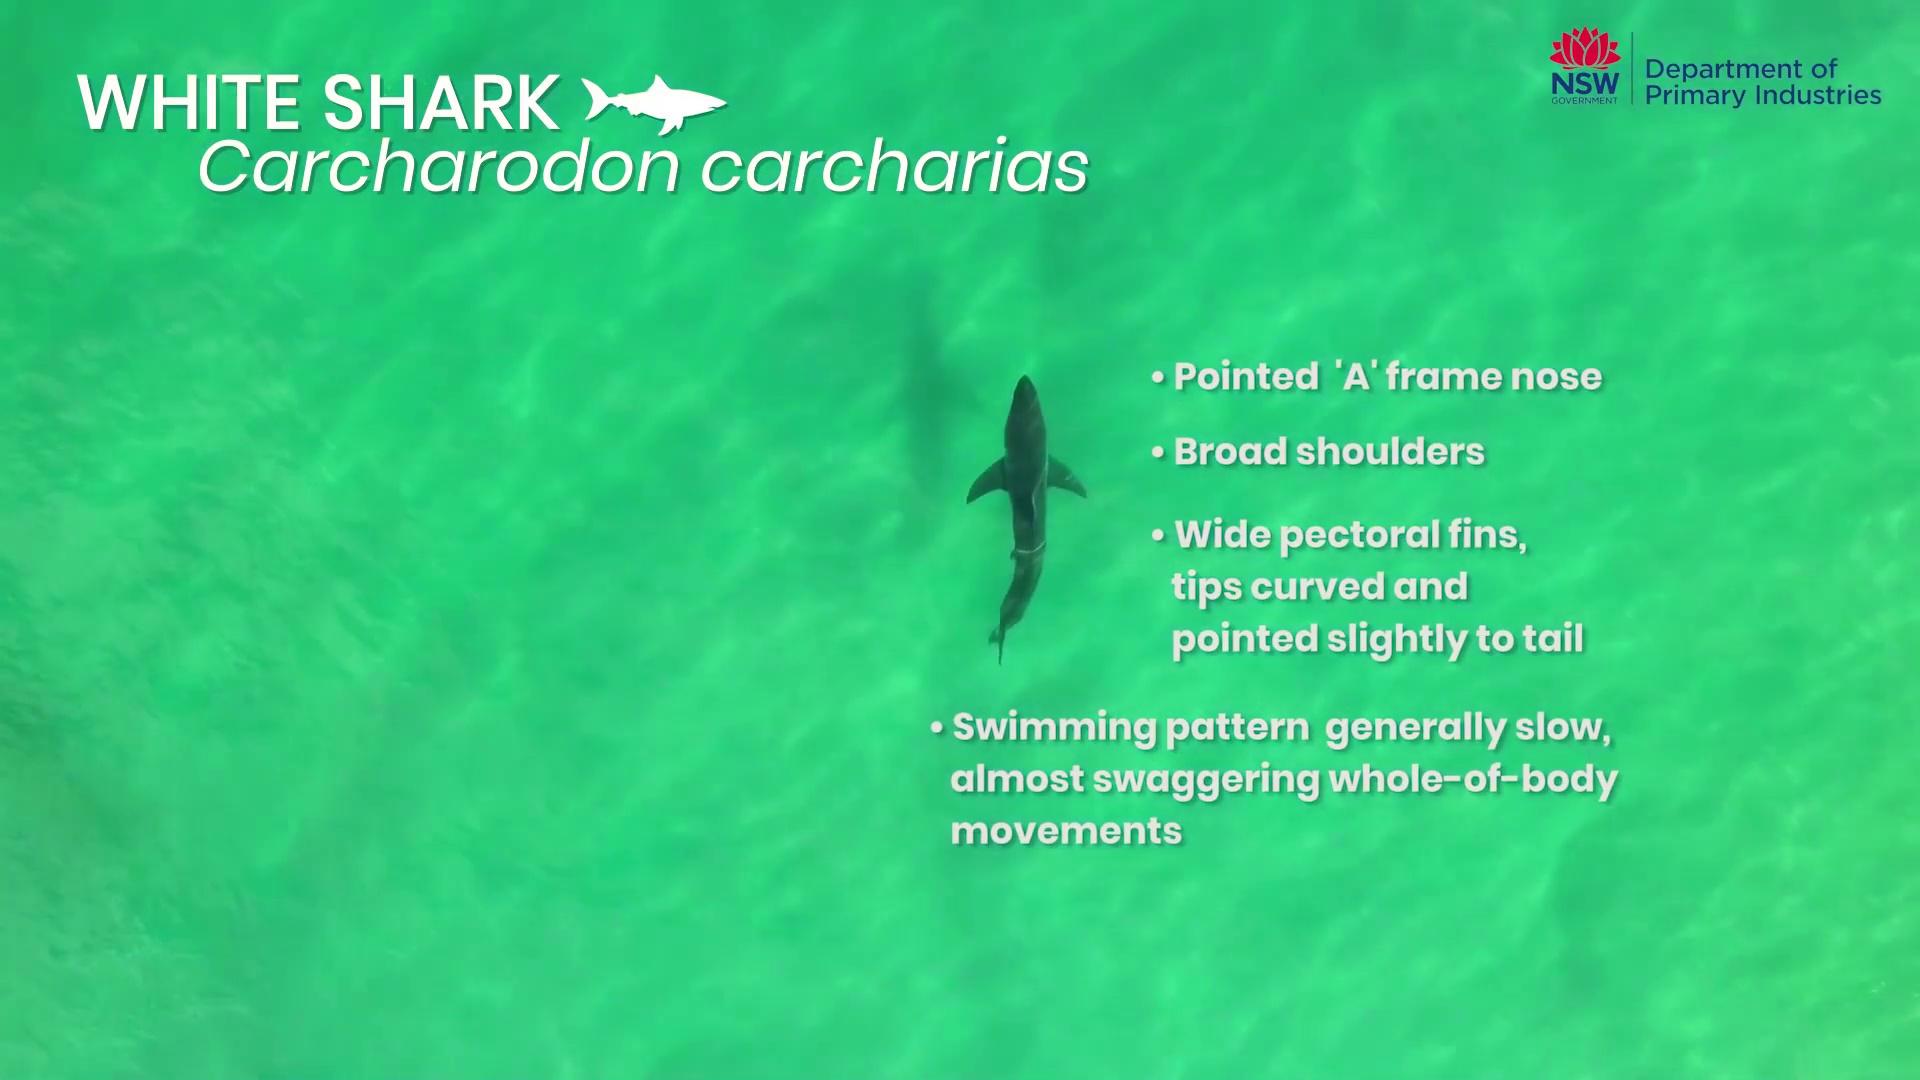 WHITE SHARK
Carcharodon carcharias
NSW
GOVERNMENT
Department of
Primary Industries
• Pointed 'A' frame nose
• Broad shoulders
• Wide pectoral fins,
tips curved and
pointed slightly to tail
• Swimming pattern generally slow,
almost swaggering whole-of-body
movements